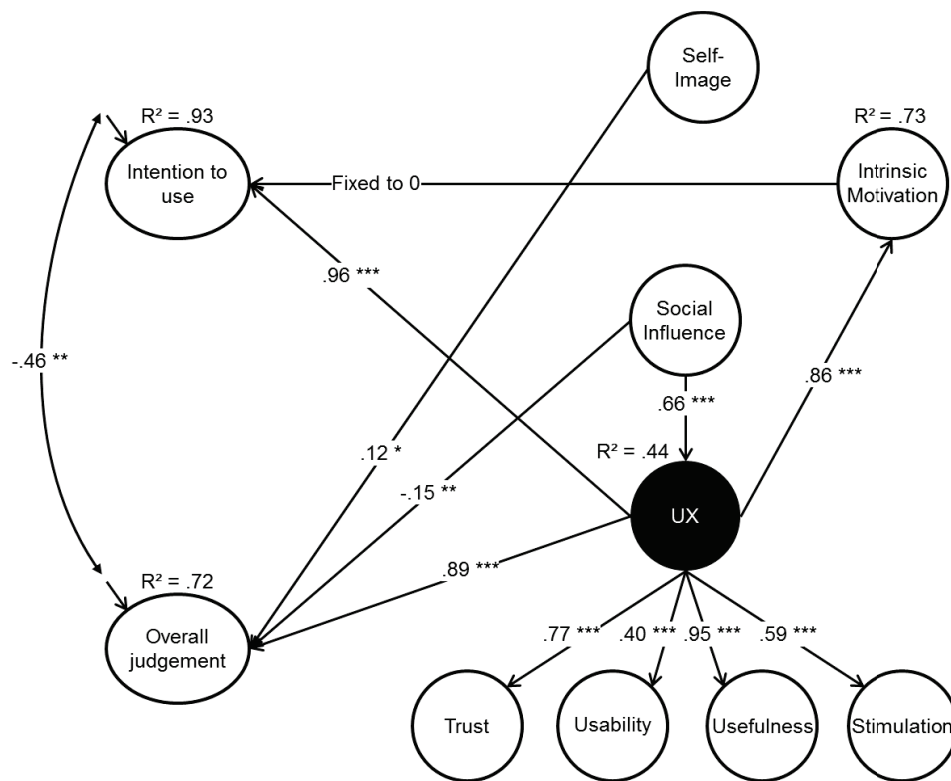 Self-
Image
R² = .93
R² = .73
Intention to
use
Fixed to 0
Intrinsic
Motivation
.96 ***
Social
Influence
-.46 **
.86 ***
.66 ***
.12 *
R² = .44
-.15 **
UX
.89 ***
R² = .72
Overall
judgement
.77 ***
.40 ***
.95 ***
.59 ***
Trust
Usability
Usefulness
Stimulation